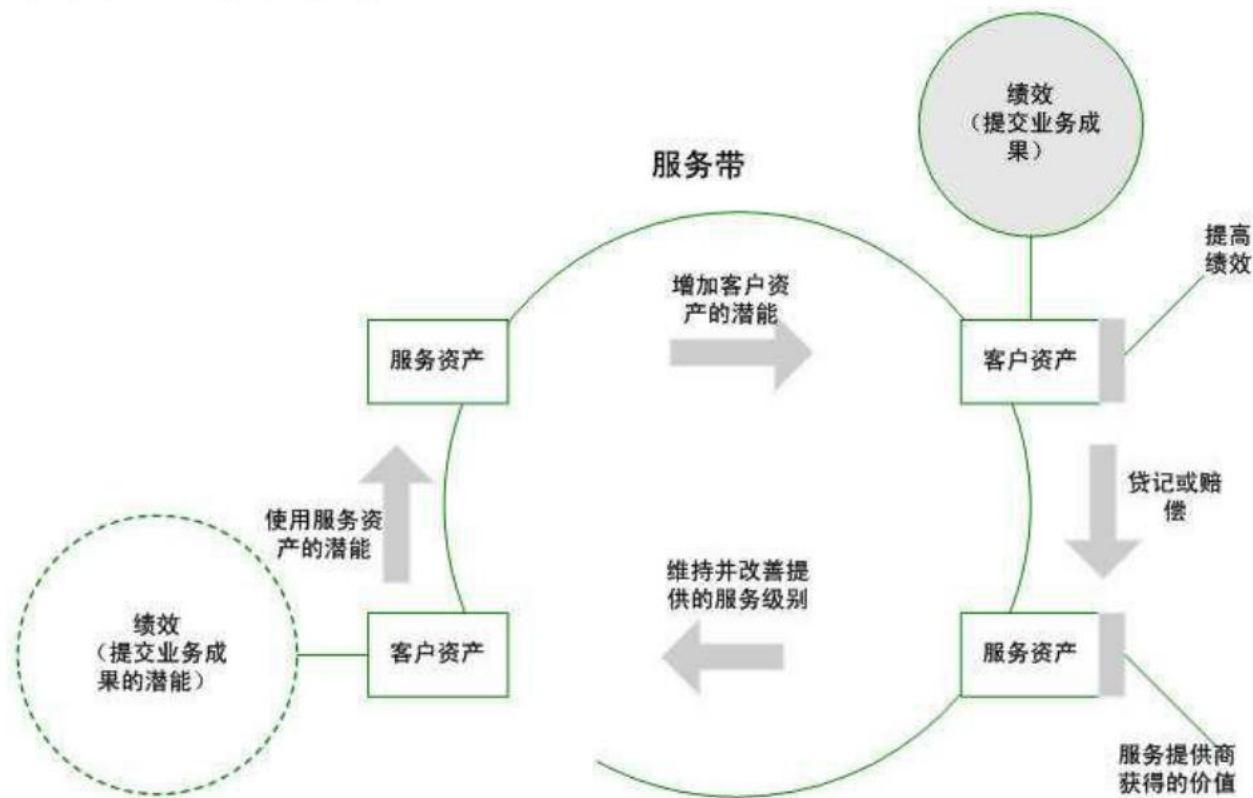 绩效
（提交业务成
果）
服务带
提高
绩效
增加客户资
产的潜能
服务资产
客户资产
使用服务资
产的潜能
贷记或赔
偿
维持并改善提
供的服务级别
绩效
（提交业务成
果的潜能）
客户资产
服务资产
服务提供商
获得的价值